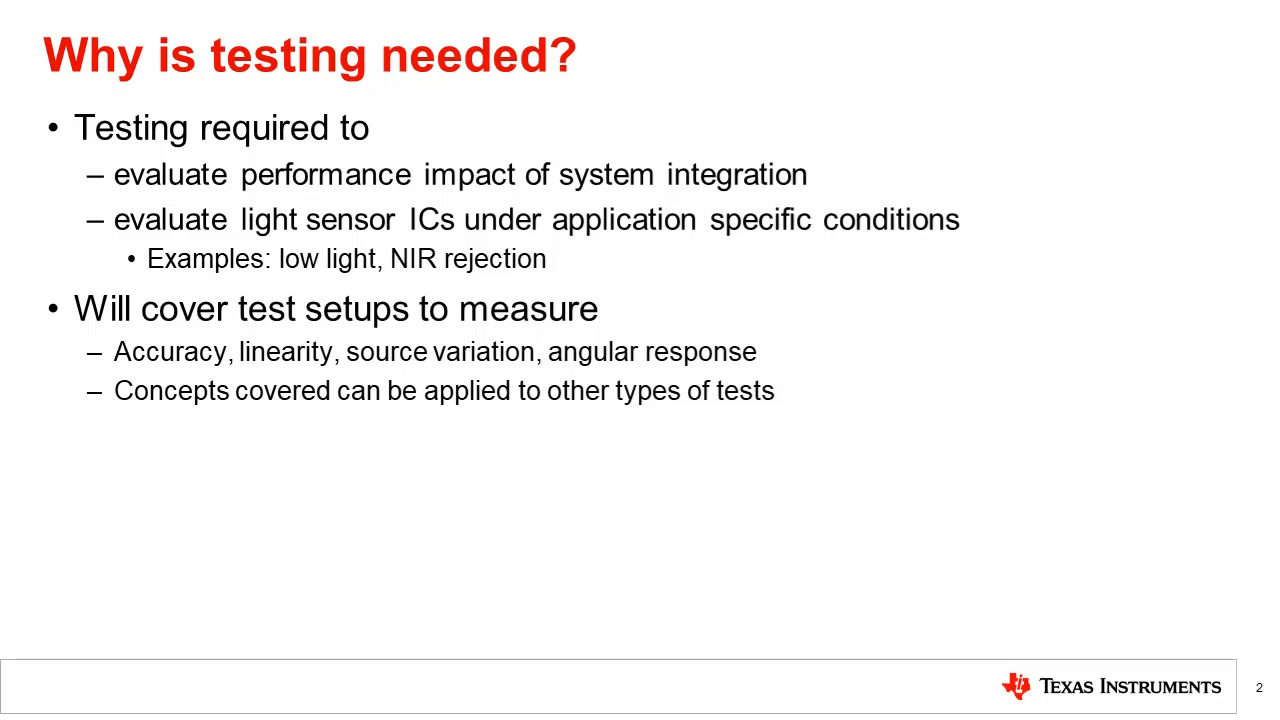 Why is testing needed?
• Testing required to
– evaluate performance impact of system integration
– evaluate light sensor ICs under application specific conditions
• Examples: low light, NIR rejection
• Will cover test setups to measure
– Accuracy, linearity, source variation, angular response
– Concepts covered can be applied to other types of tests
TEXAS INSTRUMENTS
2